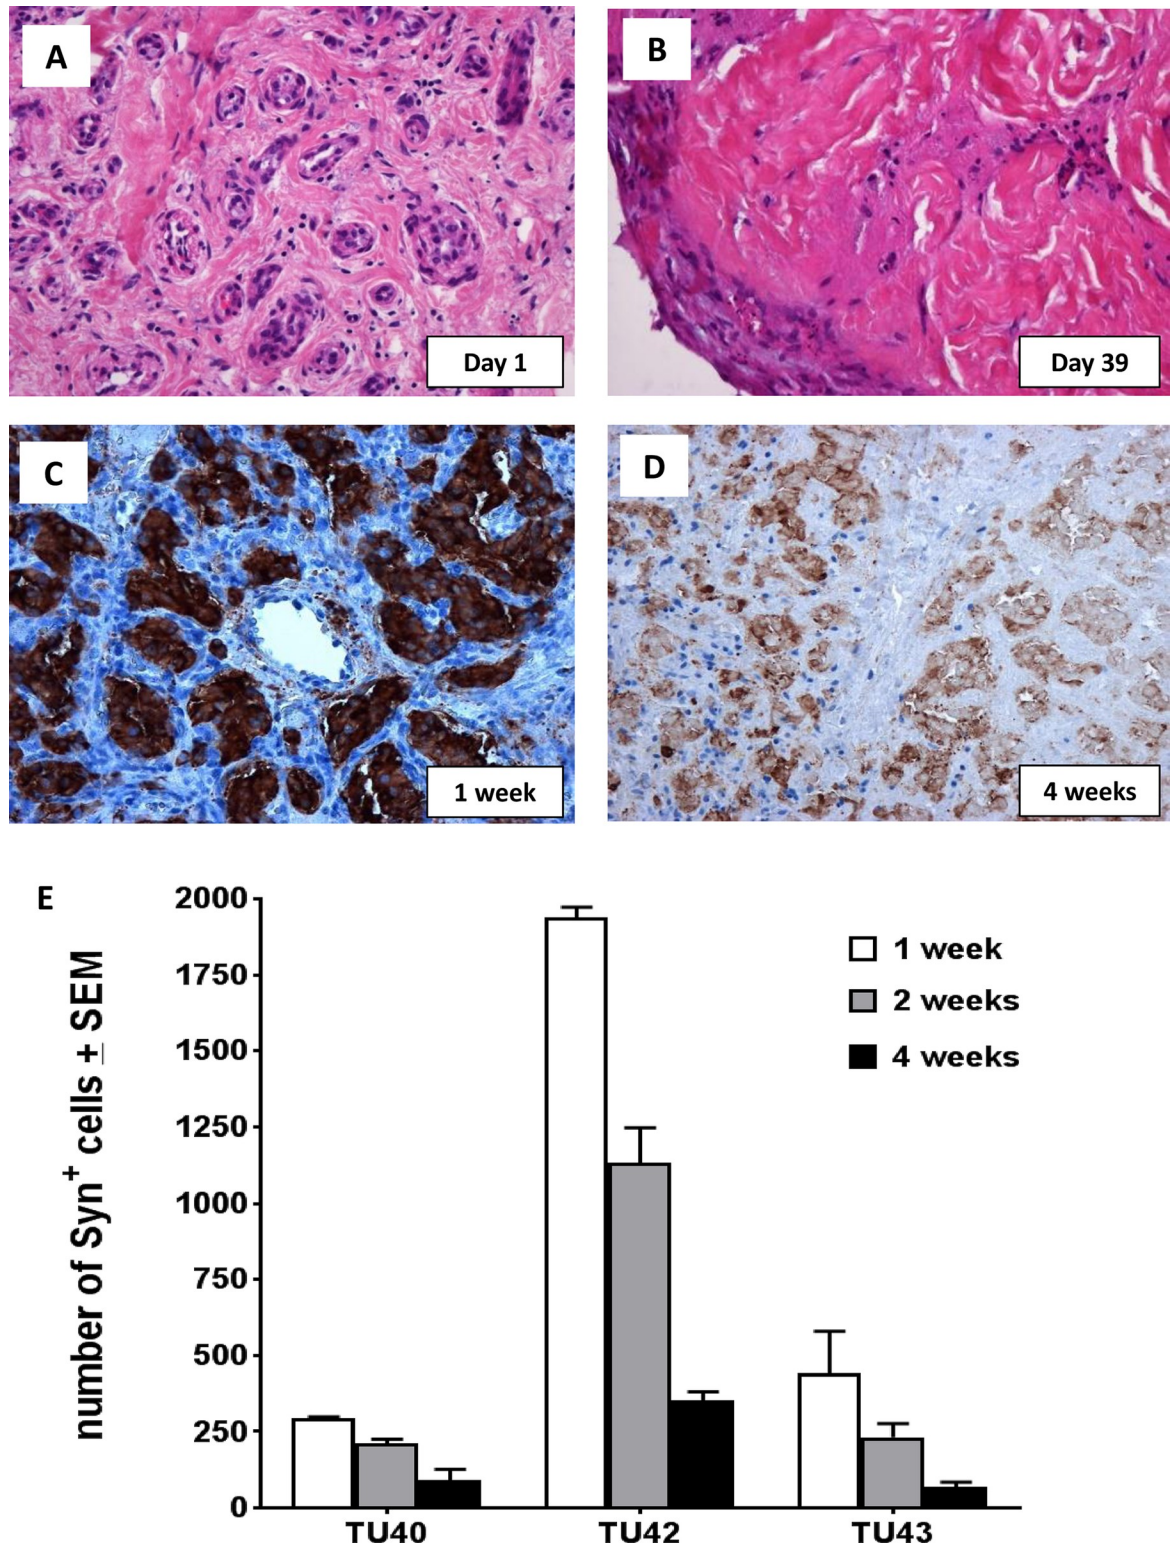 A
B
Day 1
Day 39
C
D
1 week
4 weeks
E
number of Syn⁺ cells ± SEM
2000
1750
1500
1250
1000
750
500
250
0
1 week
2 weeks
4 weeks
TU40
TU42
TU43